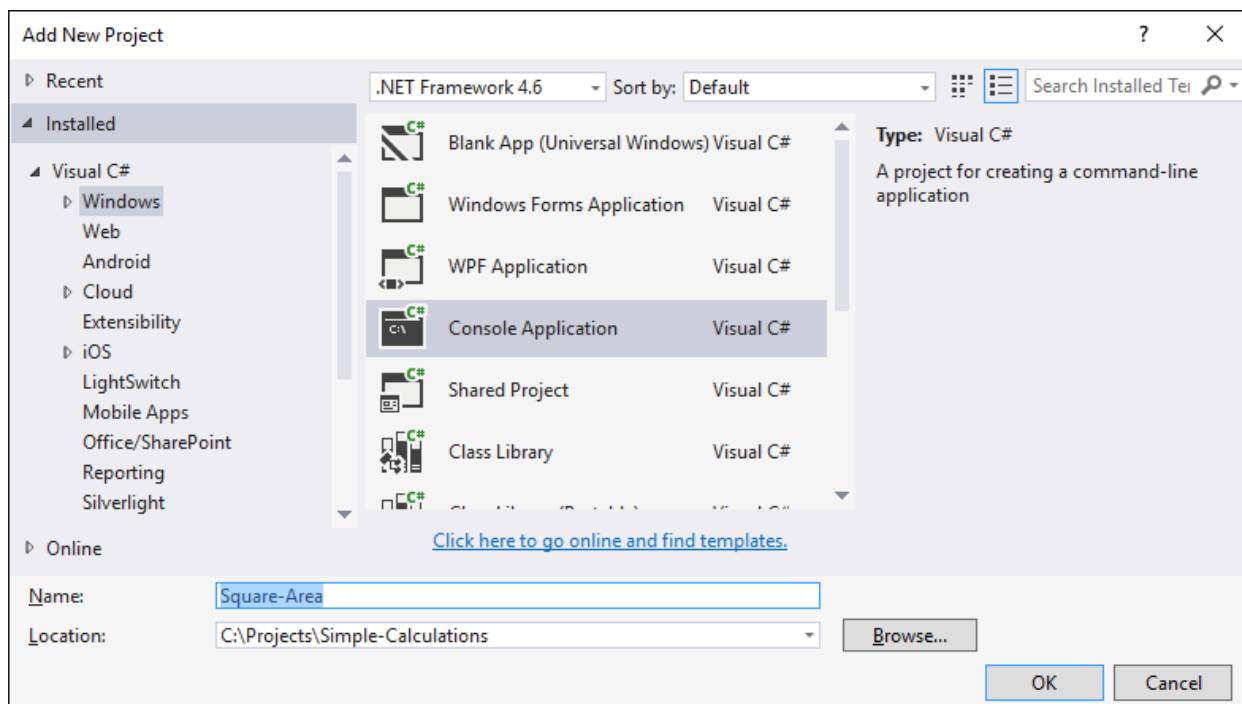 Add New Project
?
Recent
Installed
Visual C#
Windows
Web
Android
Cloud
Extensibility
iOS
LightSwitch
Mobile Apps
Office/SharePoint
Reporting
Silverlight
Online
.NET Framework 4.6 Sort by: Default
Search Installed Te
C# Blank App (Universal Windows) Visual C#
C# Windows Forms Application Visual C#
C# WPF Application Visual C#
C# C:\ Console Application Visual C#
C# Shared Project Visual C#
C# Class Library Visual C#
C#
Click here to go online and find templates.
Type: Visual C#
A project for creating a command-line
application
Name: Square-Area
Location: C:\Projects\Simple-Calculations Browse...
OK Cancel